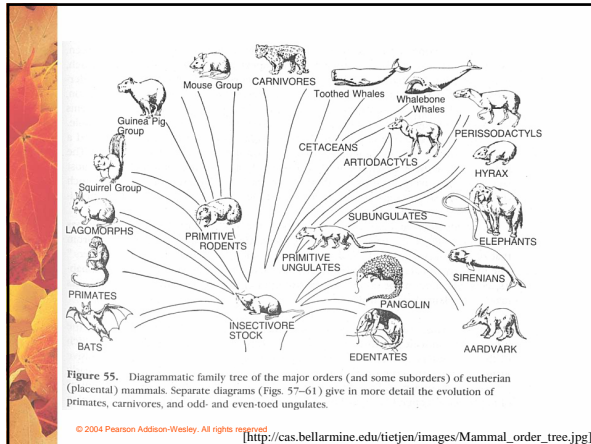 Mouse Group
CARNIVORES
Toothed Whales
Whalebone
Whales
Guinea Pig
Group
PERISSODACTYLS
CETACEANS
ARTIODACTYLS
HYRAX
Squirrel Group
SUBUNGULATES
LAGOMORPHS
PRIMITIVE
RODENTS
ELEPHANTS
PRIMITIVE
UNGULATES
SIRENIANS
PRIMATES
PANGOLIN
INSECTIVORE
STOCK
BATS
EDENTATES
AARDVARK
Figure 55. Diagrammatic family tree of the major orders (and some suborders) of eutherian
(placental) mammals. Separate diagrams (Figs. 57–61) give in more detail the evolution of
primates, carnivores, and odd- and even-toed ungulates.
© 2004 Pearson Addison-Wesley. All rights reserved
[http://cas.bellarmine.edu/tietjen/images/Mammal_order_tree.jpg]